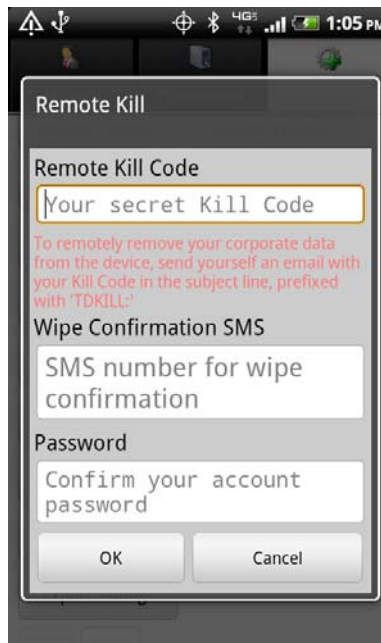 4G
1:05 PM
Remote Kill
Remote Kill Code
Your secret Kill Code
To remotely remove your corporate data
from the device, send yourself an email with
your Kill Code in the subject line, prefixed
with 'TDKILL:'
Wipe Confirmation SMS
SMS number for wipe
confirmation
Password
Confirm your account
password
OK
Cancel